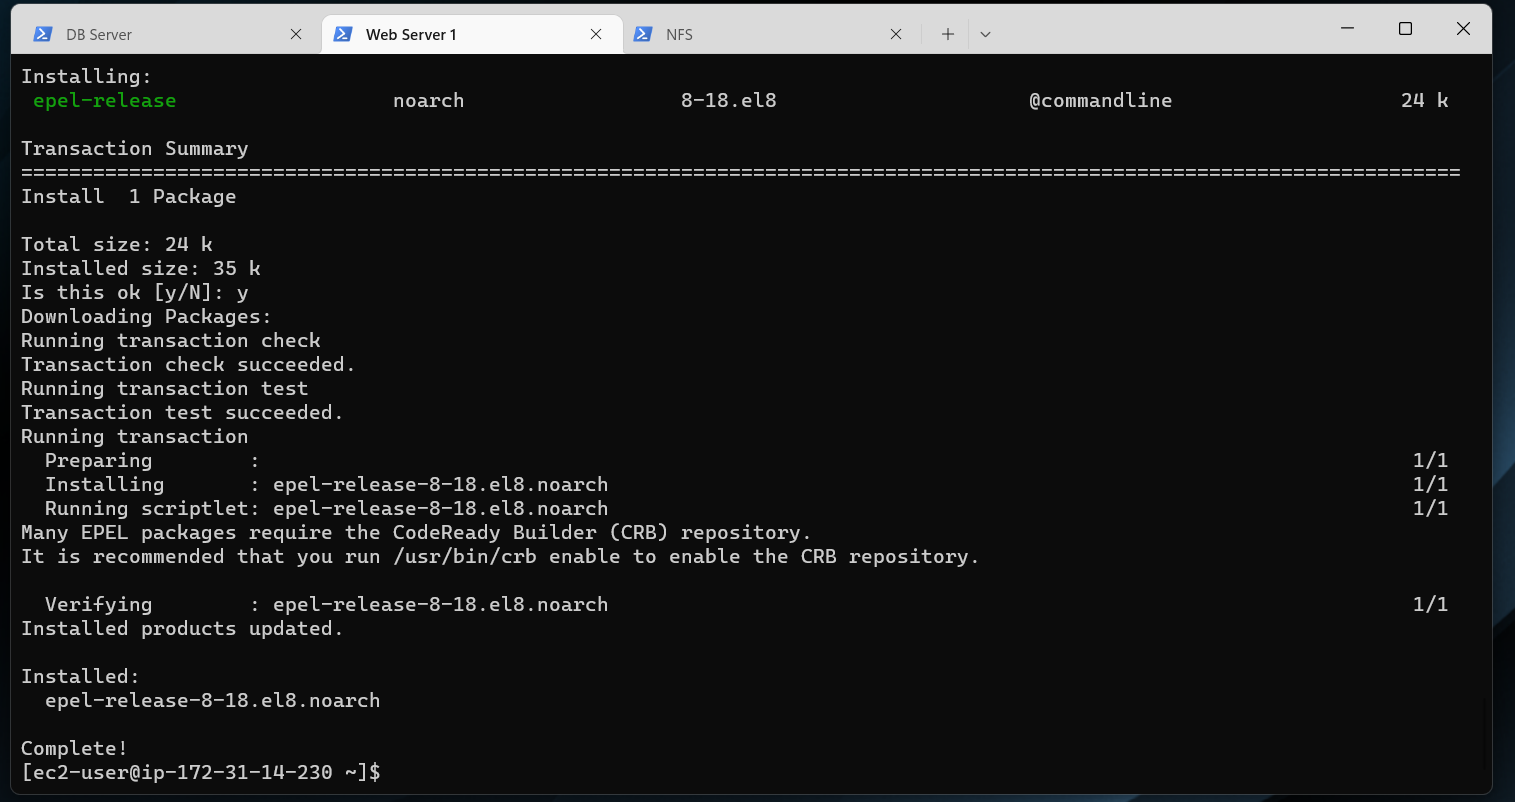 DB Server Web Server 1 NFS
Installing:
 epel-release                  noarch                  8-18.el8                     @commandline                   24 k

Transaction Summary
========================================================================================================================
Install  1 Package

Total size: 24 k
Installed size: 35 k
Is this ok [y/N]: y
Downloading Packages:
Running transaction check
Transaction check succeeded.
Running transaction test
Transaction test succeeded.
Running transaction
  Preparing        :                                                                                                1/1
  Installing       : epel-release-8-18.el8.noarch                                                                   1/1
  Running scriptlet: epel-release-8-18.el8.noarch                                                                   1/1
Many EPEL packages require the CodeReady Builder (CRB) repository.
It is recommended that you run /usr/bin/crb enable to enable the CRB repository.

  Verifying        : epel-release-8-18.el8.noarch                                                                   1/1
Installed products updated.

Installed:
  epel-release-8-18.el8.noarch

Complete!
[ec2-user@ip-172-31-14-230 ~]$